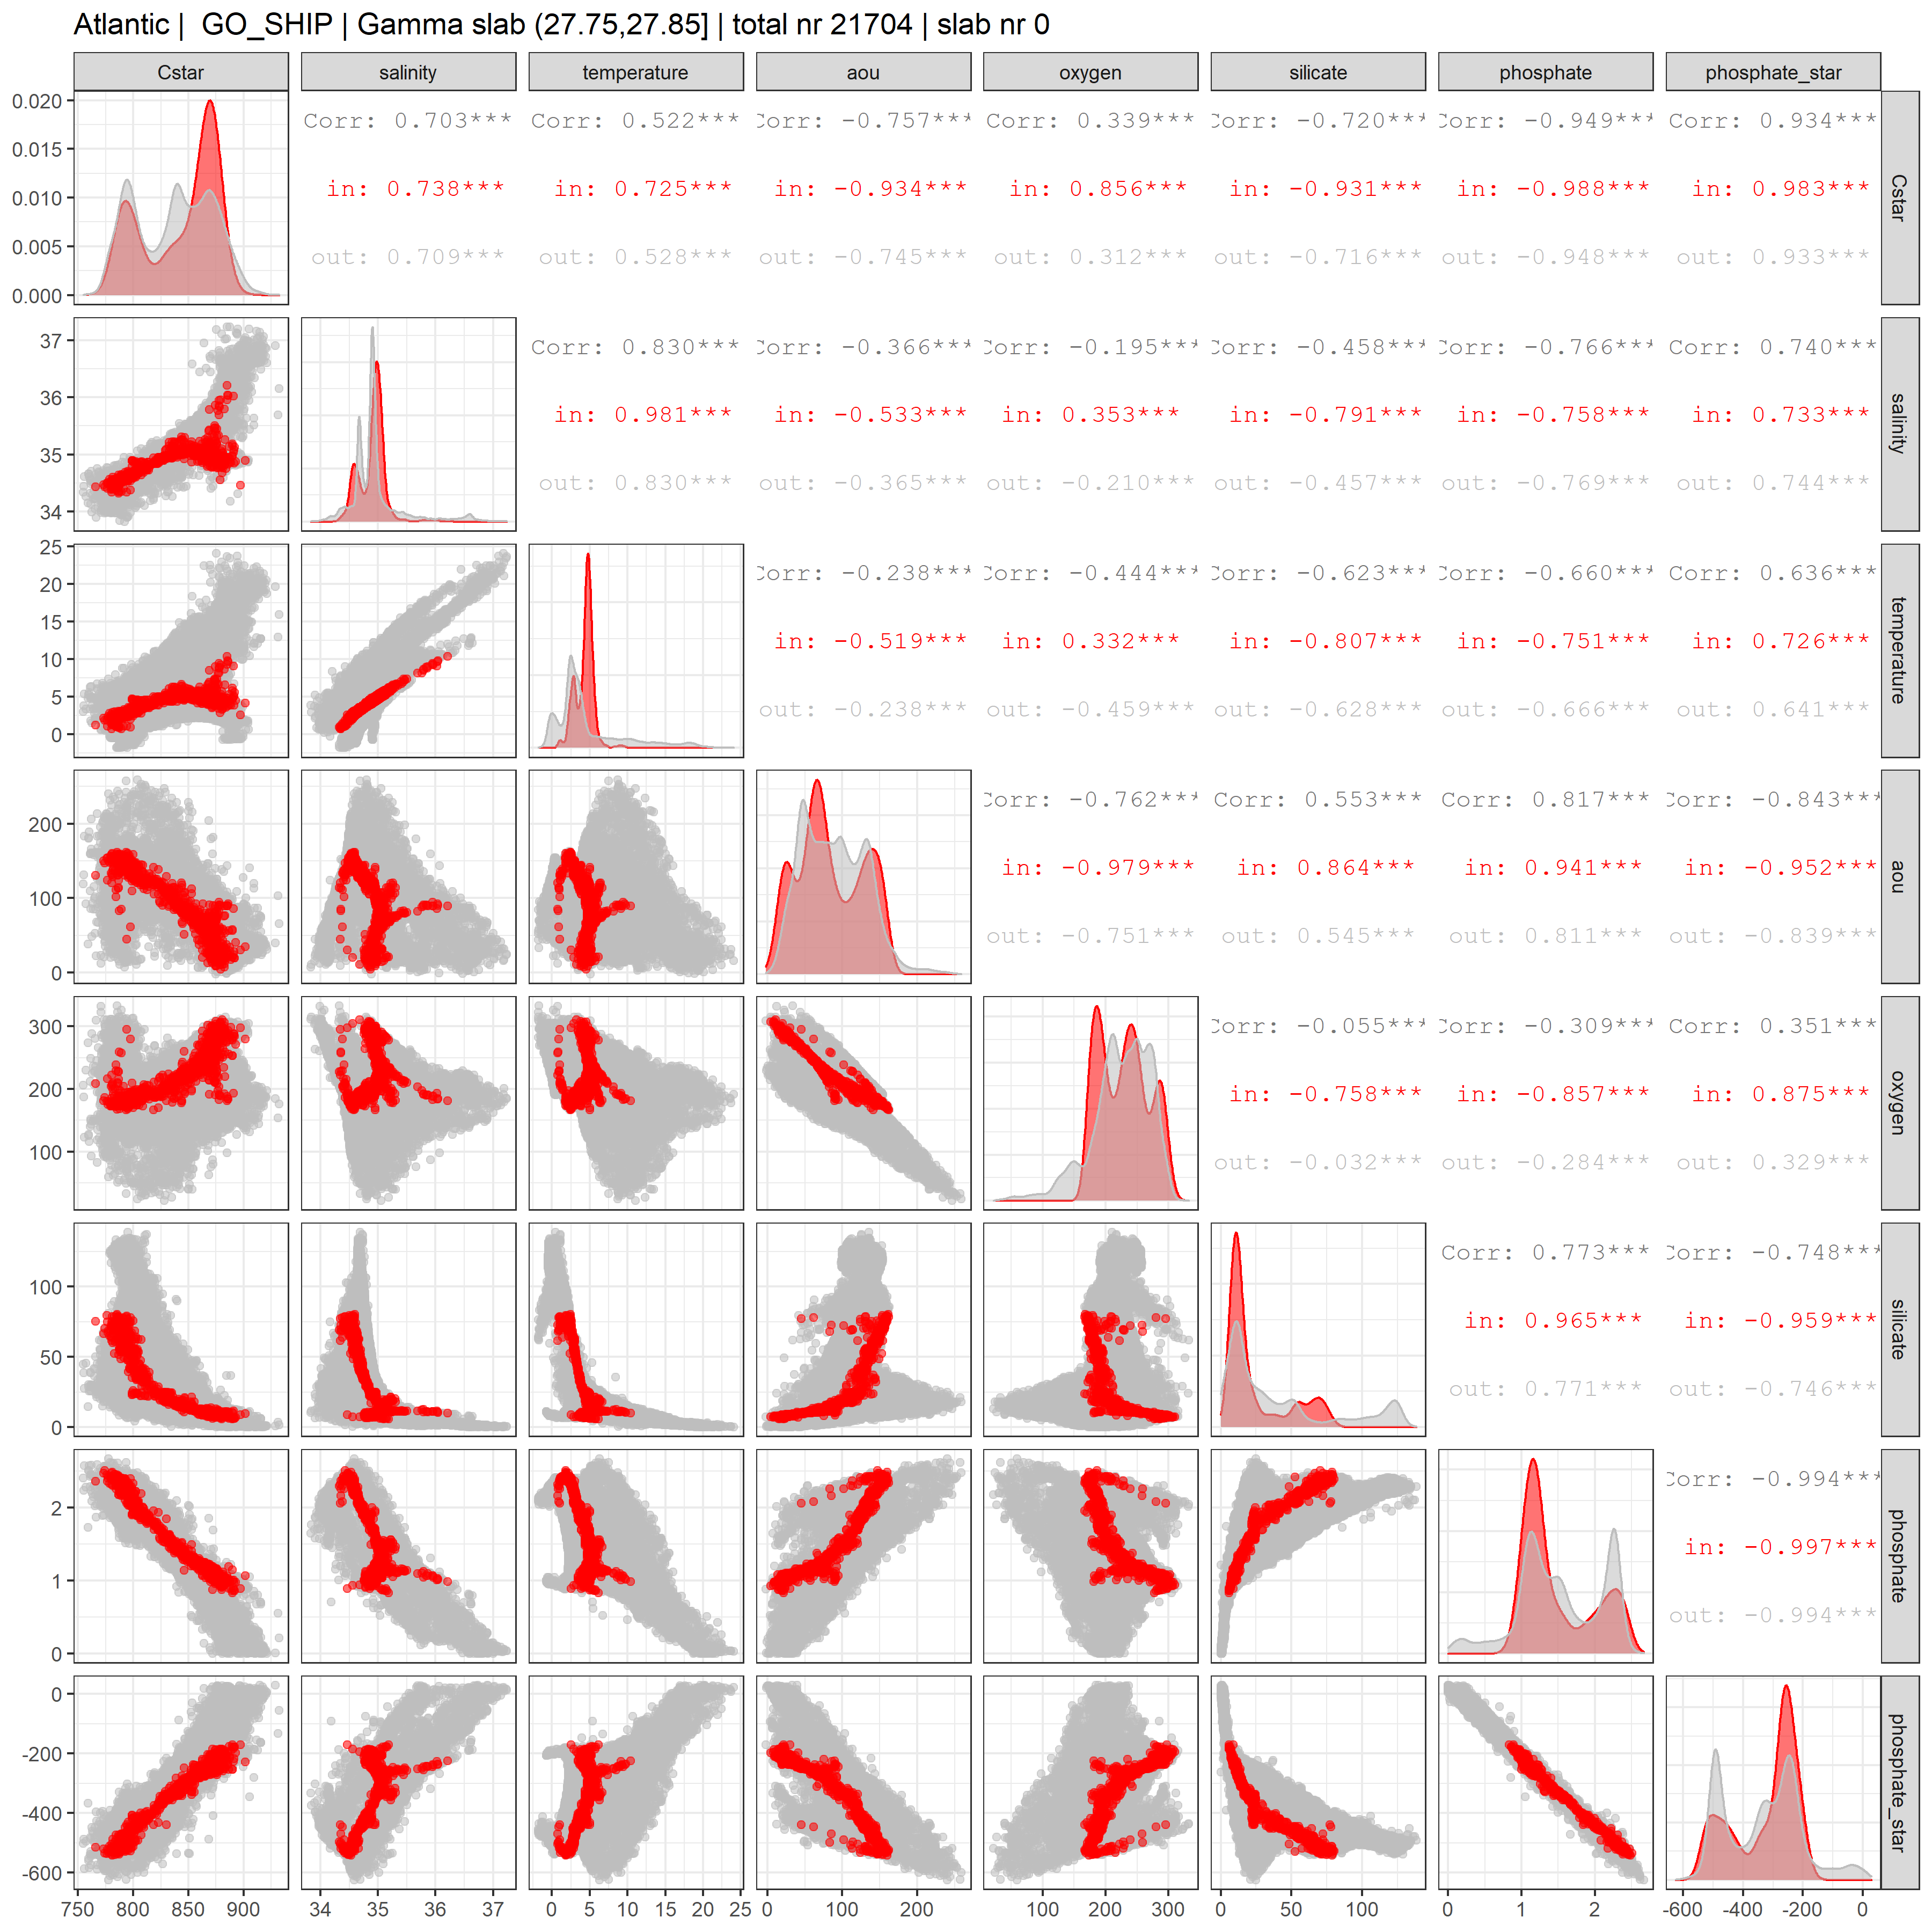 Atlantic |  GO_SHIP | Gamma slab (27.75,27.85] | total nr 21704 | slab nr 0
Cstar salinity temperature aou oxygen silicate phosphate phosphate_star
0.020
0.015
0.010
0.005
0.000
Corr: 0.703*** Corr: 0.522*** Corr: -0.757*** Corr: 0.339*** Corr: -0.720*** Corr: -0.949*** Corr: 0.934***
in: 0.738*** in: 0.725*** in: -0.934*** in: 0.856*** in: -0.931*** in: -0.988*** in: 0.983***
out: 0.709*** out: 0.528*** out: -0.745*** out: 0.312*** out: -0.716*** out: -0.948*** out: 0.933***
Cstar
37
36
35
34
Corr: 0.830*** Corr: -0.366*** Corr: -0.195*** Corr: -0.458*** Corr: -0.766*** Corr: 0.740***
in: 0.981*** in: -0.533*** in: 0.353*** in: -0.791*** in: -0.758*** in: 0.733***
out: 0.830*** out: -0.365*** out: -0.210*** out: -0.457*** out: -0.769*** out: 0.744***
salinity
25
20
15
10
5
0
Corr: -0.238*** Corr: -0.444*** Corr: -0.623*** Corr: -0.660*** Corr: 0.636***
in: -0.519*** in: 0.332*** in: -0.807*** in: -0.751*** in: 0.726***
out: -0.238*** out: -0.459*** out: -0.628*** out: -0.666*** out: 0.641***
temperature
200
100
0
Corr: -0.762*** Corr: 0.553*** Corr: 0.817*** Corr: -0.843***
in: -0.979*** in: 0.864*** in: 0.941*** in: -0.952***
out: -0.751*** out: 0.545*** out: 0.811*** out: -0.839***
aou
300
200
100
Corr: -0.055*** Corr: -0.309*** Corr: 0.351***
in: -0.758*** in: -0.857*** in: 0.875***
out: -0.032*** out: -0.284*** out: 0.329***
oxygen
100
50
0
Corr: 0.773*** Corr: -0.748***
in: 0.965*** in: -0.959***
out: 0.771*** out: -0.746***
silicate
2
1
0
Corr: -0.994***
in: -0.997***
out: -0.994***
phosphate
0
-200
-400
-600
phosphate_star
750 800 850 900 34 35 36 37 0 5 10 15 20 25 0 100 200 100 200 300 0 50 100 0 1 2 -600 -400 -200 0